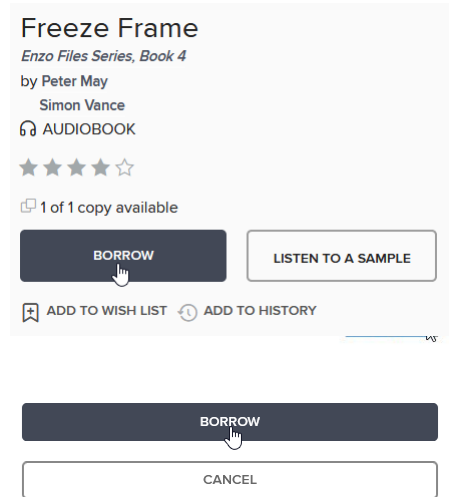 Freeze Frame
Enzo Files Series, Book 4
by Peter May
Simon Vance
AUDIOBOOK
1 of 1 copy available
BORROW
LISTEN TO A SAMPLE
ADD TO WISH LIST
ADD TO HISTORY
BORROW
CANCEL